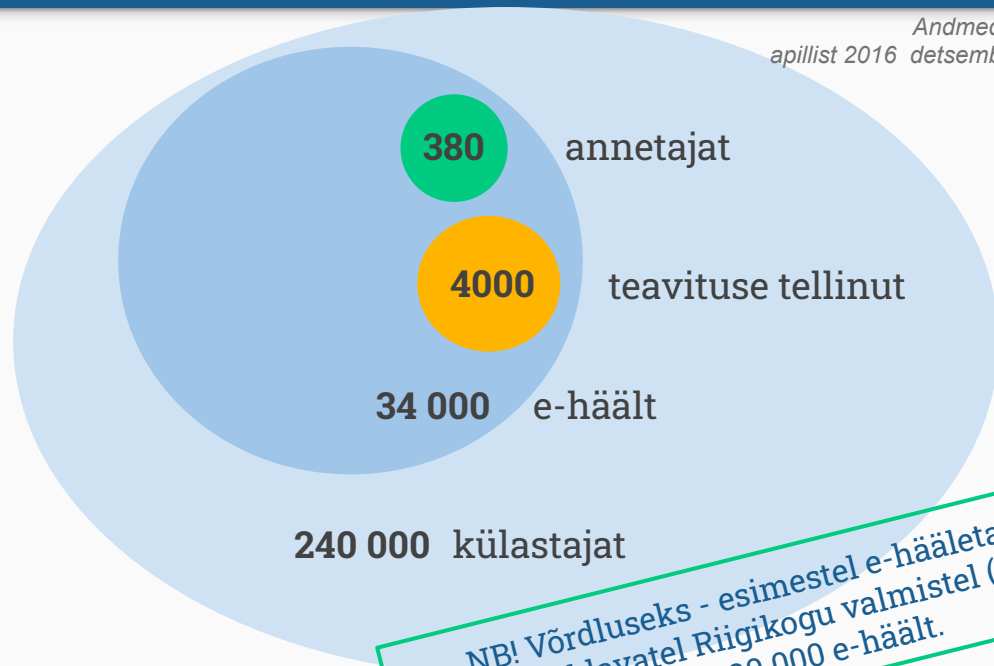 Andmed
apillist 2016 detsemb
380 annetajat
4000 teavituse tellinut
34 000 e-häält
240 000 külastajat
NB! Võrdluseks - esimestel e-hääleta
Riigikogu valmistel (
000 e-häält.